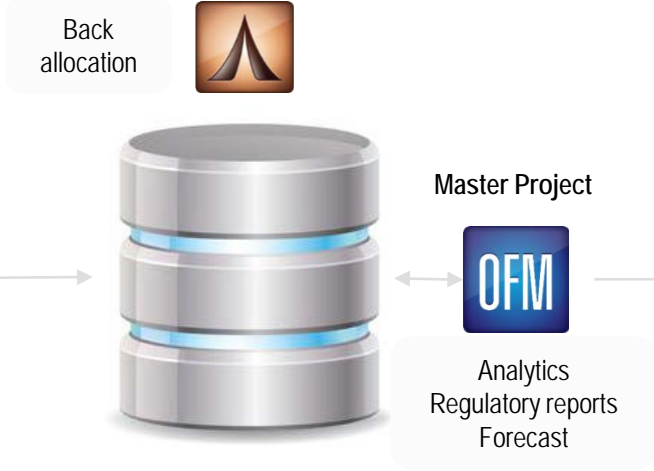 Back
allocation
Master Project
OFM
Analytics
Regulatory reports
Forecast